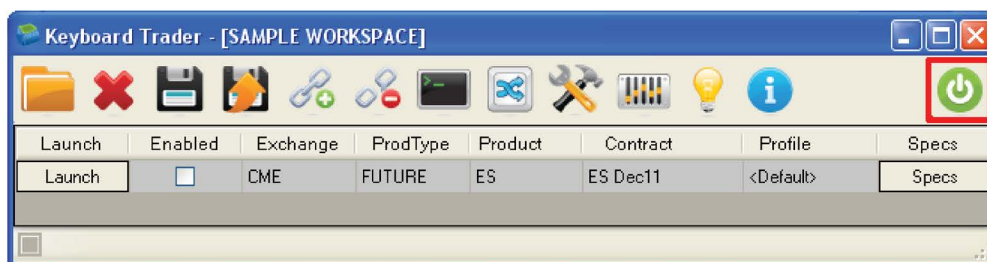 Keyboard Trader - [SAMPLE WORKSPACE]
Launch Enabled Exchange ProdType Product Contract Profile Specs
Launch CME FUTURE ES ES Dec11 <Default> Specs